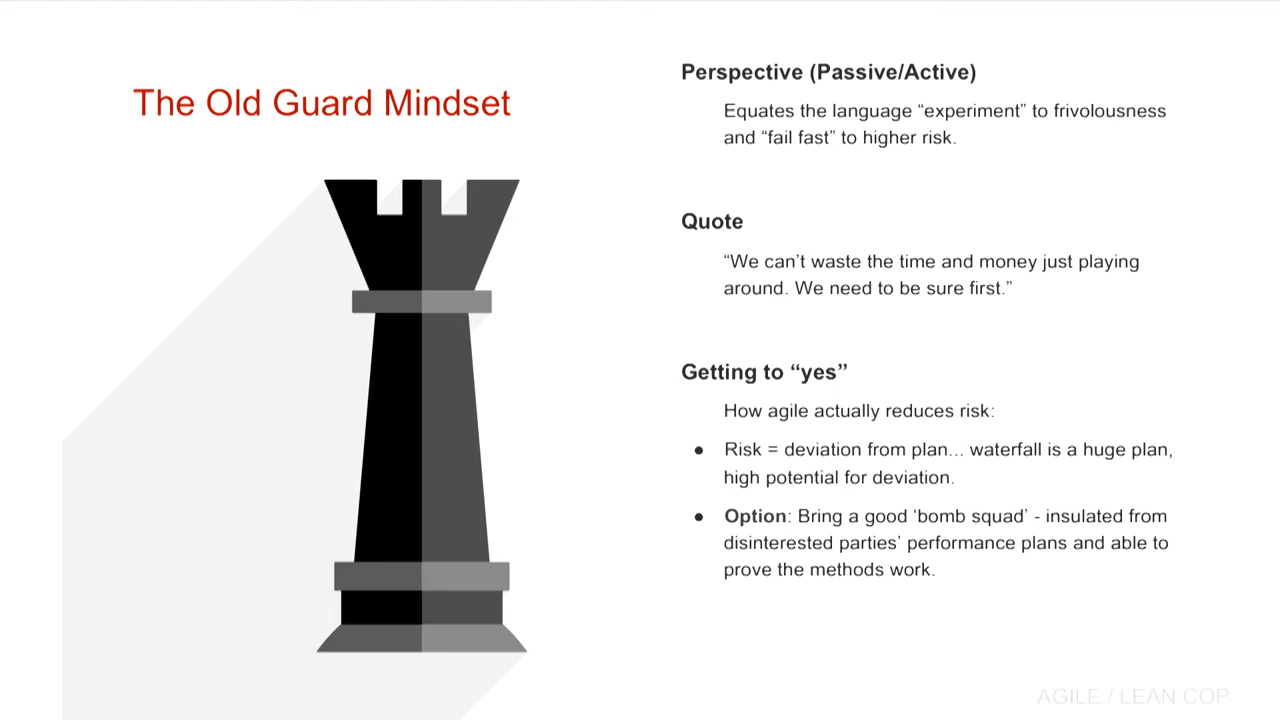 The Old Guard Mindset
Perspective (Passive/Active)
Equates the language “experiment” to frivolousness
and “fail fast” to higher risk.
Quote
“We can’t waste the time and money just playing
around. We need to be sure first.”
Getting to “yes”
How agile actually reduces risk:
● Risk = deviation from plan... waterfall is a huge plan,
high potential for deviation.
● Option: Bring a good ‘bomb squad’ - insulated from
disinterested parties’ performance plans and able to
prove the methods work.
AGILE / LEAN COP